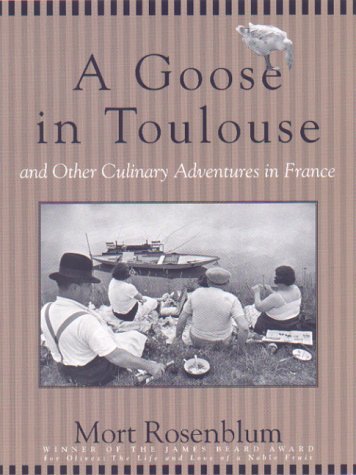 A Goose
in Toulouse
and Other Culinary Adventures in France
Mort Rosenblum
WINNER OF THE JAMES BEARD AWARD
for Olives: The Life and Love of a Noble Fruit